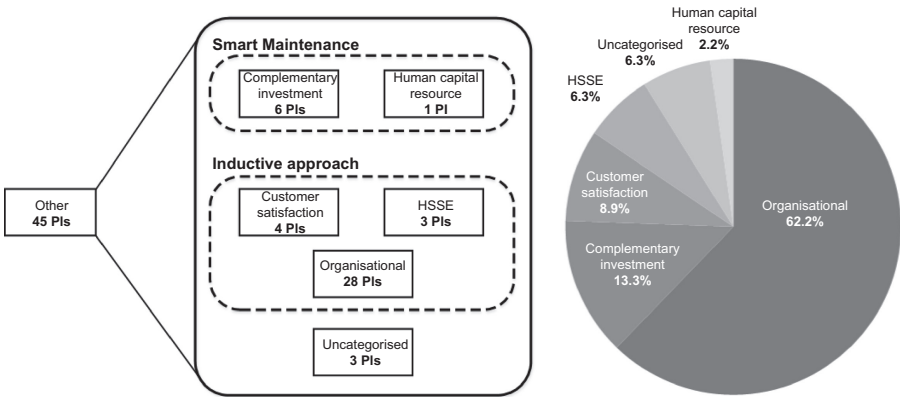 Other
45 PIs
Smart Maintenance
Complementary
investment
6 PIs
Human capital
resource
1 PI
Inductive approach
Customer
satisfaction
4 PIs
HSSE
3 PIs
Organisational
28 PIs
Uncategorised
3 PIs
Human capital
resource
2.2%
Uncategorised
6.3%
HSSE
6.3%
Customer
satisfaction
8.9%
Complementary
investment
13.3%
Organisational
62.2%